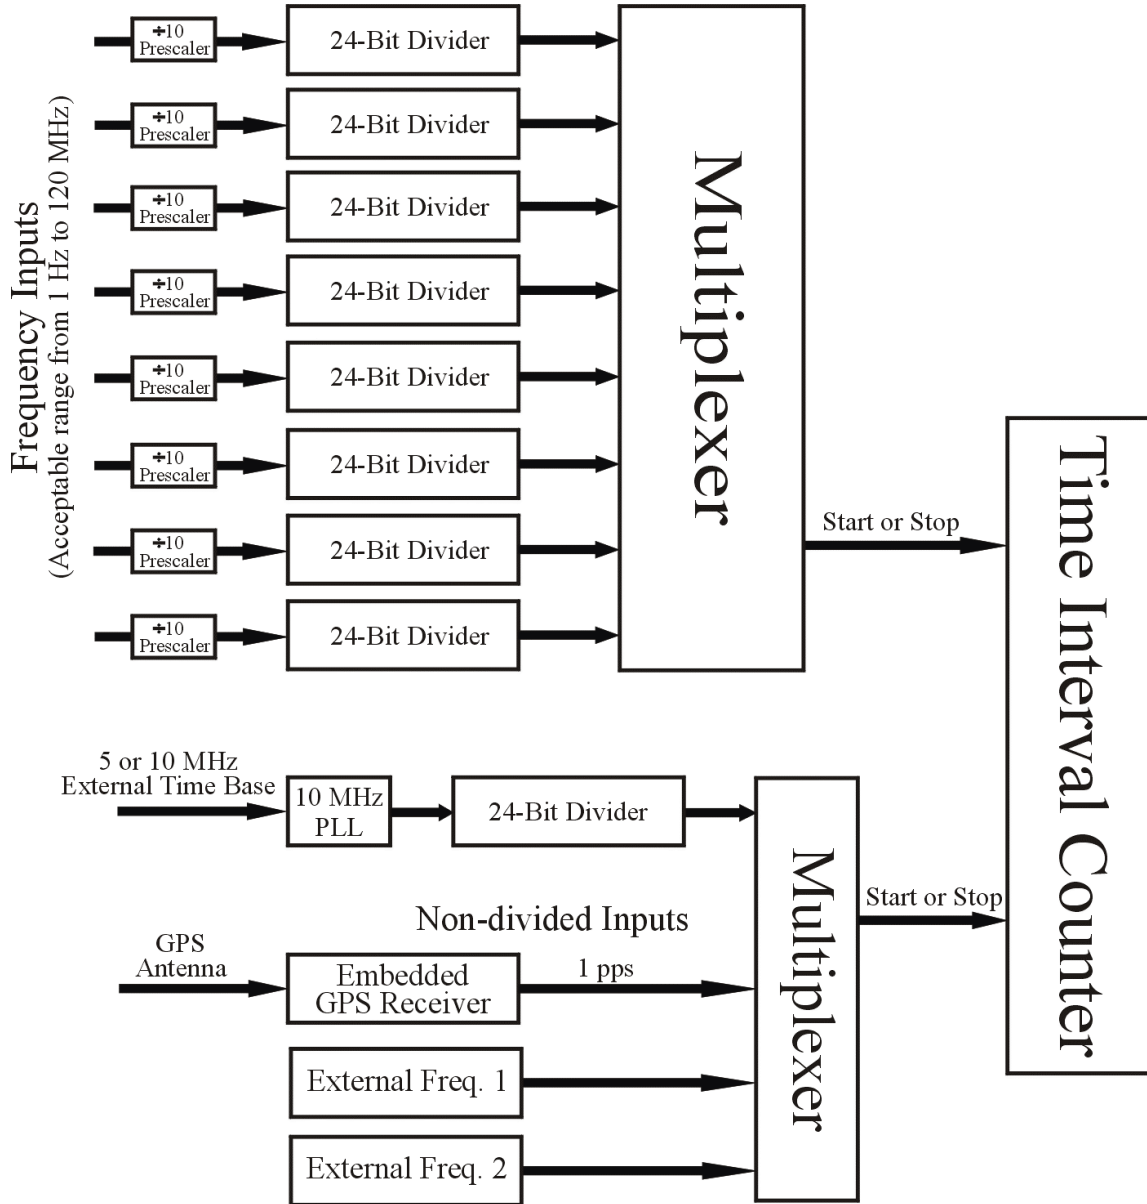 Frequency Inputs
(Acceptable range from 1 Hz to 120 MHz)
÷10
Prescaler
24-Bit Divider
÷10
Prescaler
24-Bit Divider
÷10
Prescaler
24-Bit Divider
÷10
Prescaler
24-Bit Divider
÷10
Prescaler
24-Bit Divider
÷10
Prescaler
24-Bit Divider
÷10
Prescaler
24-Bit Divider
÷10
Prescaler
24-Bit Divider
Multiplexer
Start or Stop
Time Interval Counter
5 or 10 MHz
External Time Base
10 MHz
PLL
24-Bit Divider
Multiplexer
Start or Stop
Non-divided Inputs
GPS
Antenna
Embedded
GPS Receiver
1 pps
External Freq. 1
External Freq. 2